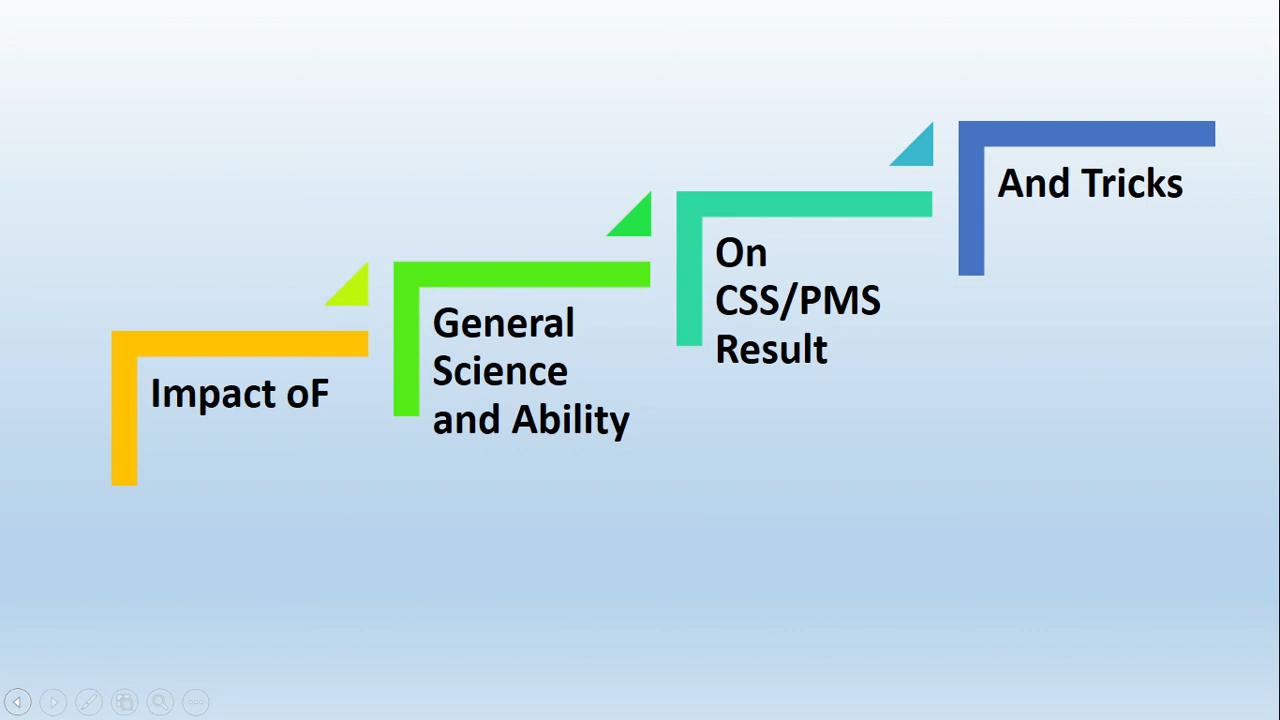 Impact oF
General
Science
and Ability
On
CSS/PMS
Result
And Tricks